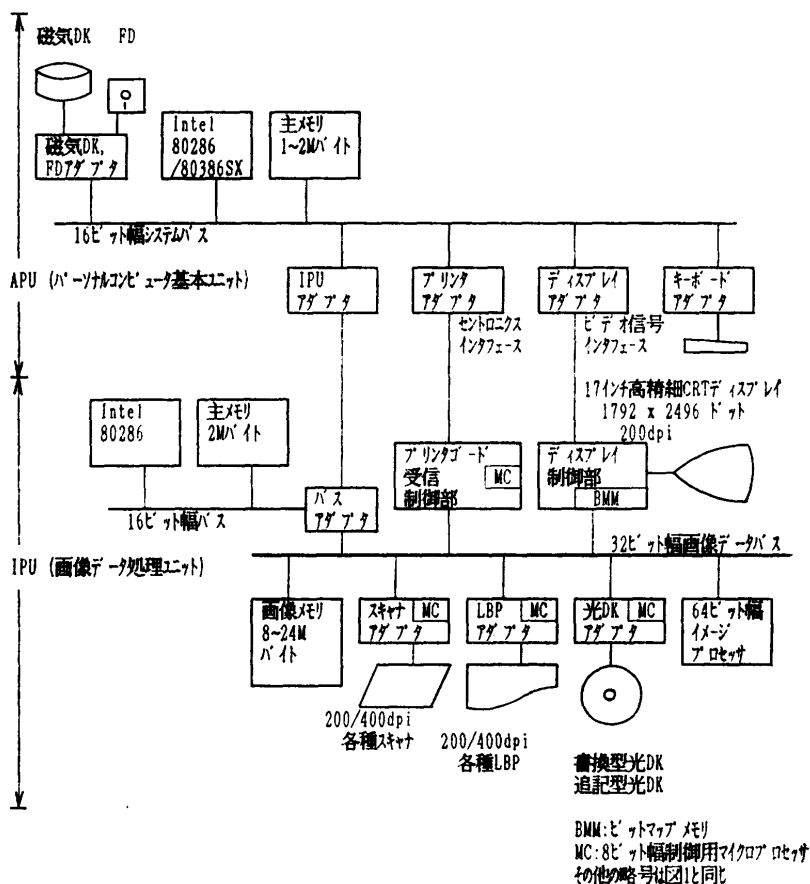 磁気DK FD
Intel
80286
/80386SX
主メモリ
1~2Mバイト
磁気DK,
FDアダプタ
16ビット幅システムバス
APU (パーソナルコンピュータ基本ユニット)
IPU
アダプタ
プリンタ
アダプタ
ディスプレイ
アダプタ
キーボード
アダプタ
セントロニクス
インタフェース
ビデオ信号
インタフェース
17インチ高精細CRTディスプレイ
1792 x 2496 ドット
200dpi
Intel
80286
主メモリ
2Mバイト
プリンタコード
受信
制御部
MC
ディスプレイ
制御部
BMM
バス
アダプタ
16ビット幅バス
32ビット幅画像データバス
IPU (画像データ処理ユニット)
画像メモリ
8~24M
バイト
スキャナ MC
アダプタ
LBP MC
アダプタ
光DK MC
アダプタ
64ビット幅
イメージ
プロセッサ
200/400dpi
各種スキャナ
200/400dpi
各種LBP
書換型光DK
追記型光DK
BMM:ビットマップメモリ
MC:8ビット幅制御用マイクロプロセッサ
その他の略号は図1と同じ